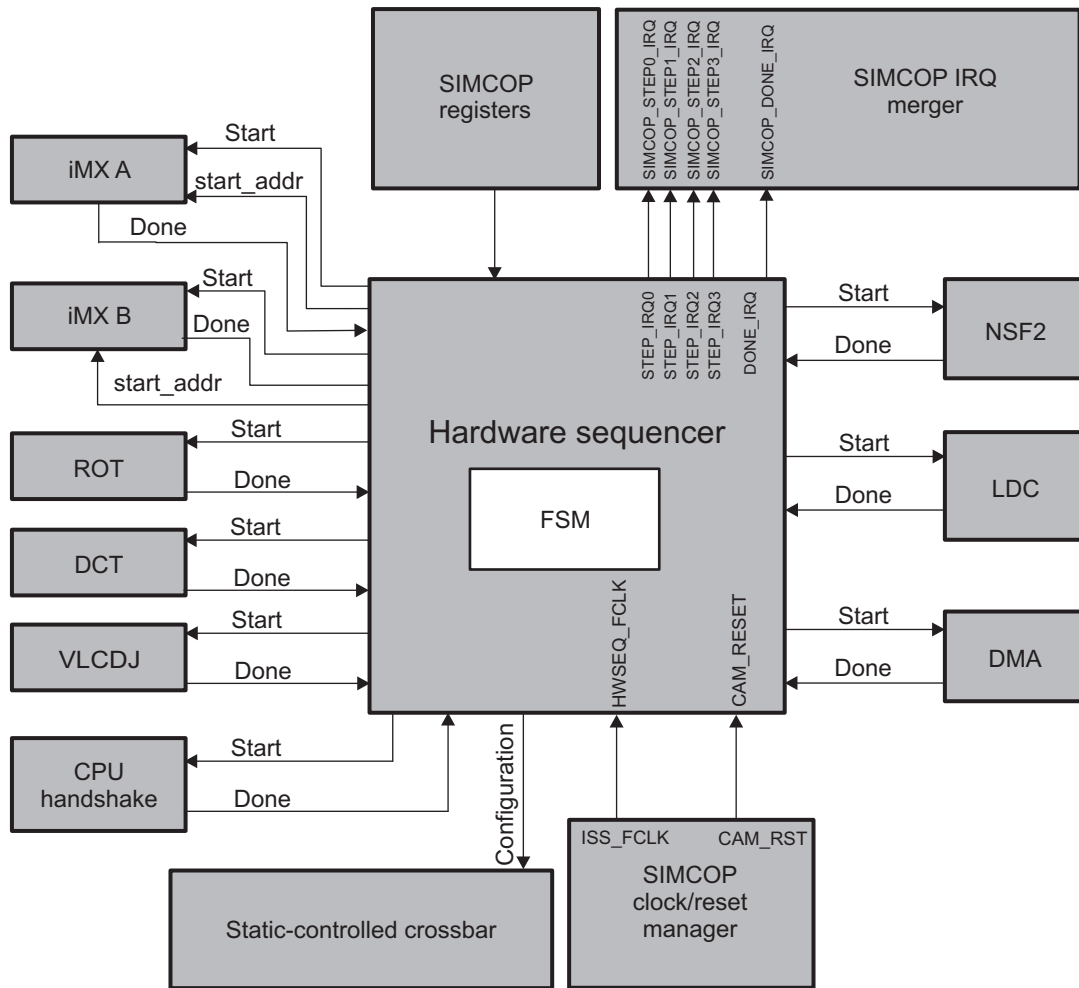 SIMCOP
registers
SIMCOP_STEP0_IRQ
SIMCOP_STEP1_IRQ
SIMCOP_STEP2_IRQ
SIMCOP_STEP3_IRQ
SIMCOP_DONE_IRQ
SIMCOP IRQ
merger
iMX A
Start
start_addr
Done
iMX B
Start
Done
start_addr
ROT
Start
Done
DCT
Start
Done
VLCDJ
Start
Done
CPU
handshake
Start
Done
STEP_IRQ0
STEP_IRQ1
STEP_IRQ2
STEP_IRQ3
DONE_IRQ
Hardware sequencer
FSM
HWSEQ_FCLK
CAM_RESET
Start
Done
NSF2
Start
Done
LDC
Start
Done
DMA
Configuration
Static-controlled crossbar
ISS_FCLK
CAM_RST
SIMCOP
clock/reset
manager